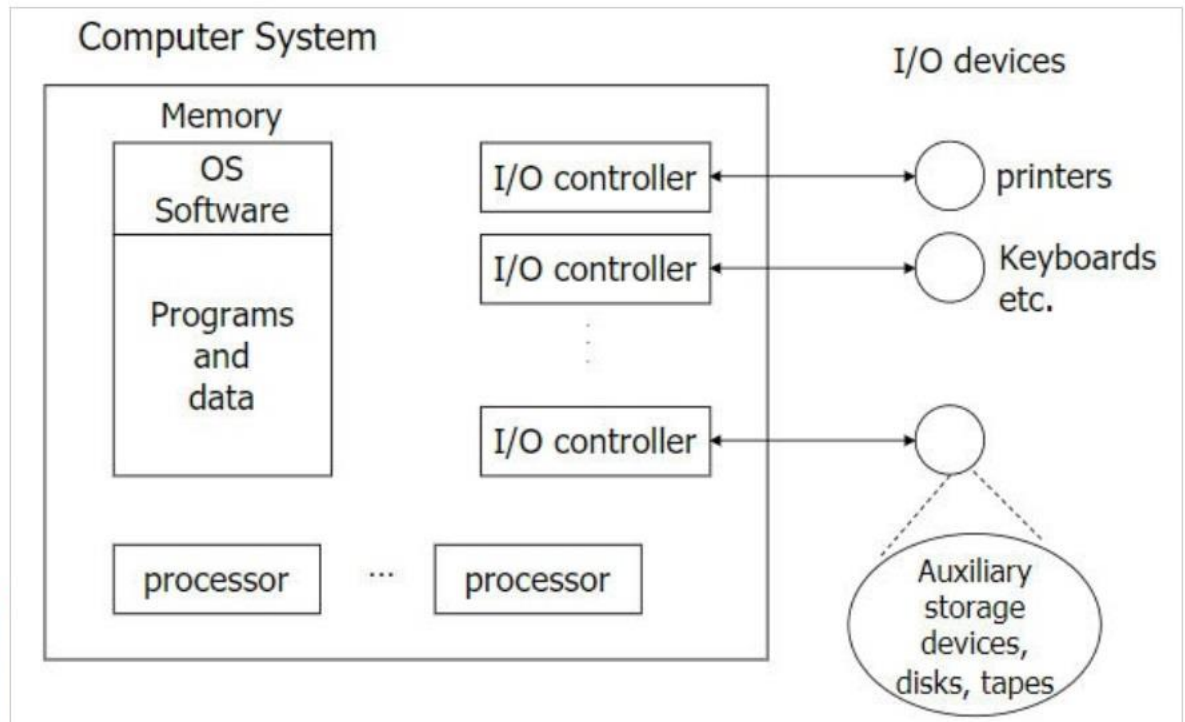 Computer System
I/O devices
Memory
OS
Software
Programs
and
data
I/O controller
printers
I/O controller
Keyboards
etc.
I/O controller
processor
...
processor
Auxiliary
storage
devices,
disks, tapes